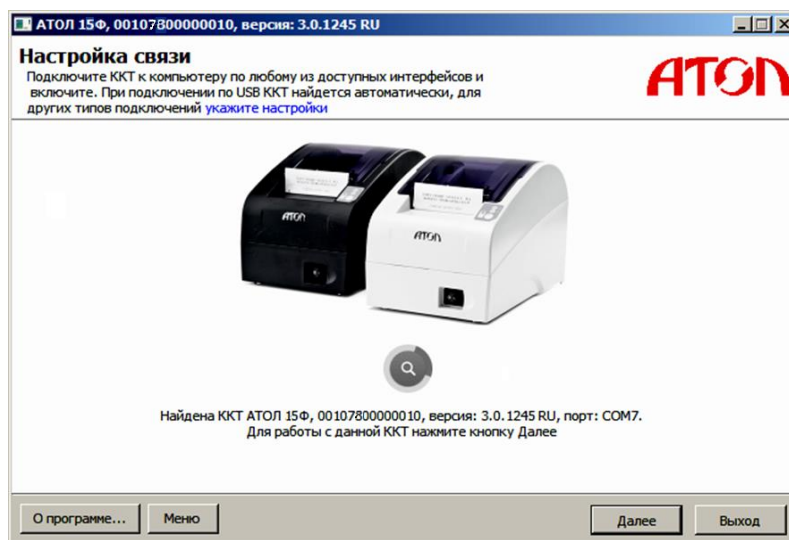 АТОЛ 15Ф, 00107800000010, версия: 3.0.1245 RU
Настройка связи
Подключите ККТ к компьютеру по любому из доступных интерфейсов и
включите. При подключении по USB ККТ найдется автоматически, для
других типов подключений укажите настройки
АТОЛ
АТОЛ
АТОЛ
Найдена ККТ АТОЛ 15Ф, 00107800000010, версия: 3.0.1245 RU, порт: COM7.
Для работы с данной ККТ нажмите кнопку Далее
О программе...
Меню
Далее
Выход